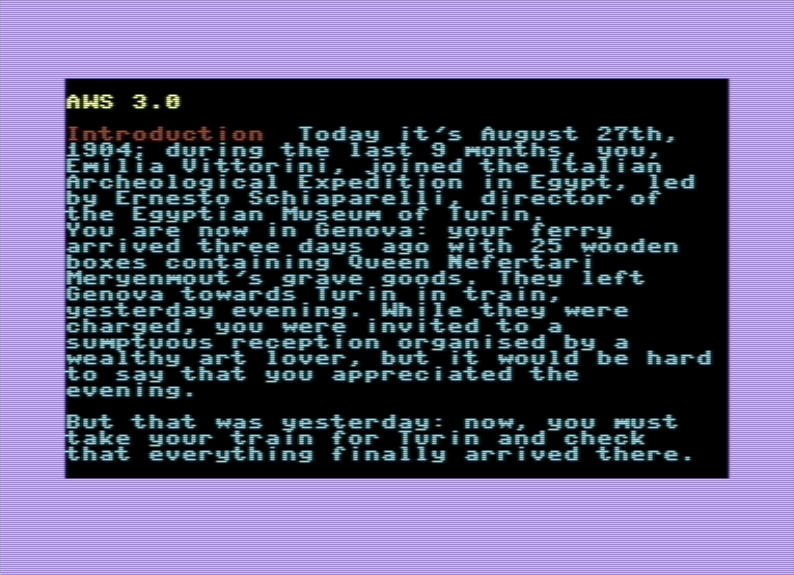 AWS 3.0
Introduction  Today it's August 27th,
1904; during the last 9 months, you,
Emilia Vittorini, joined the Italian
Archeological Expedition in Egypt, led
by Ernesto Schiaparelli, director of
the Egyptian Museum of Turin.
You are now in Genova: your ferry
arrived three days ago with 25 wooden
boxes containing Queen Nefertari
Meryenmout's grave goods. They left
Genova towards Turin in train,
yesterday evening. While they were
charged, you were invited to a
sumptuous reception organised by a
wealthy art lover, but it would be hard
to say that you appreciated the
evening.
But that was yesterday: now, you must
take your train for Turin and check
that everything finally arrived there.